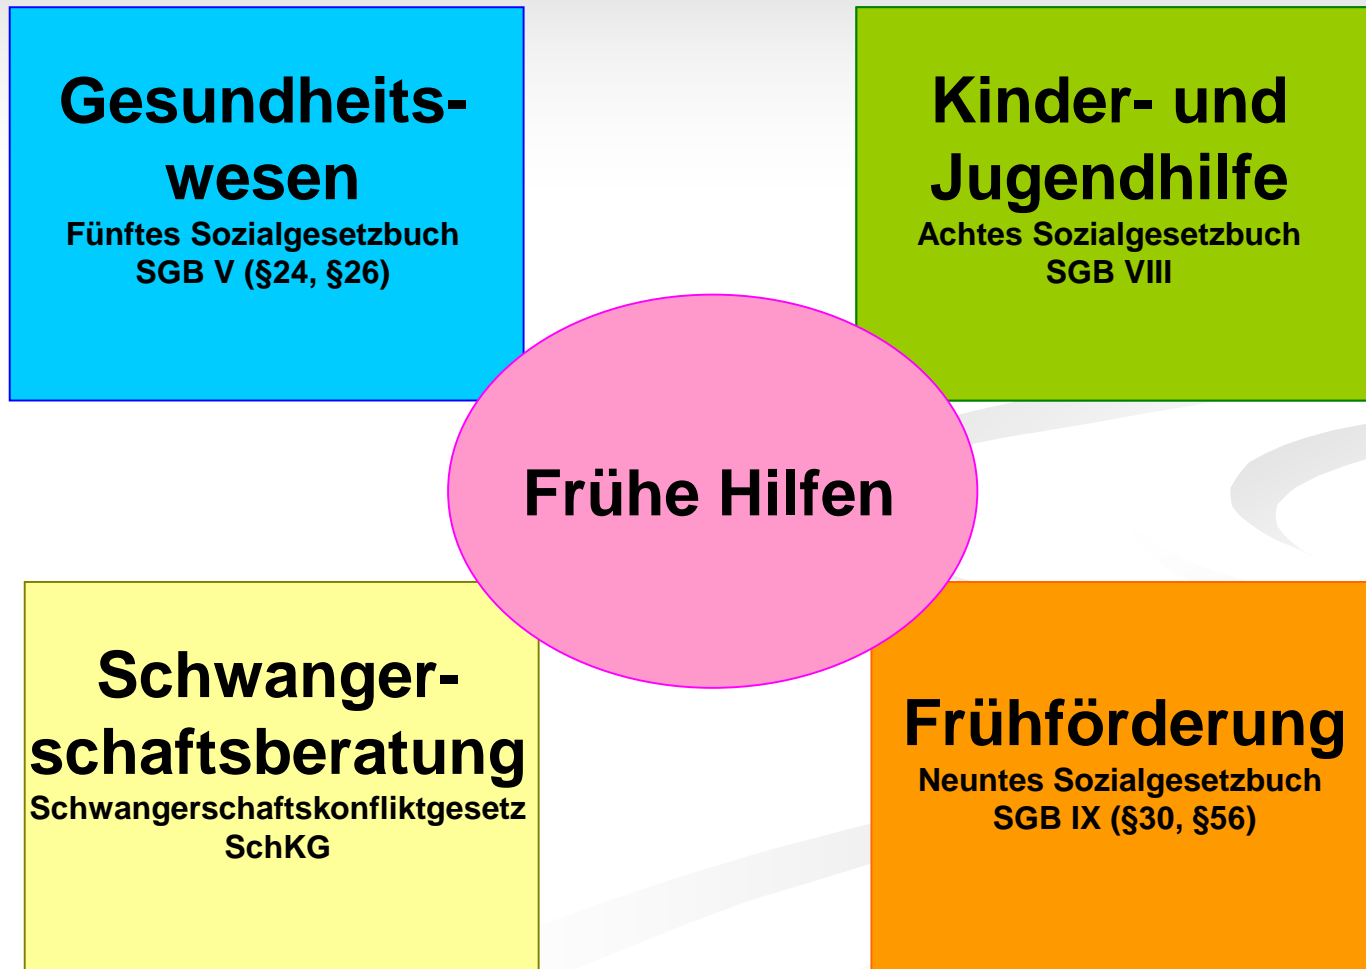 Gesundheits-
wesen
Fünftes Sozialgesetzbuch
SGB V (§24, §26)
Kinder- und
Jugendhilfe
Achtes Sozialgesetzbuch
SGB VIII
Frühe Hilfen
Schwanger-
schaftsberatung
Schwangerschaftskonfliktgesetz
SchKG
Frühförderung
Neuntes Sozialgesetzbuch
SGB IX (§30, §56)